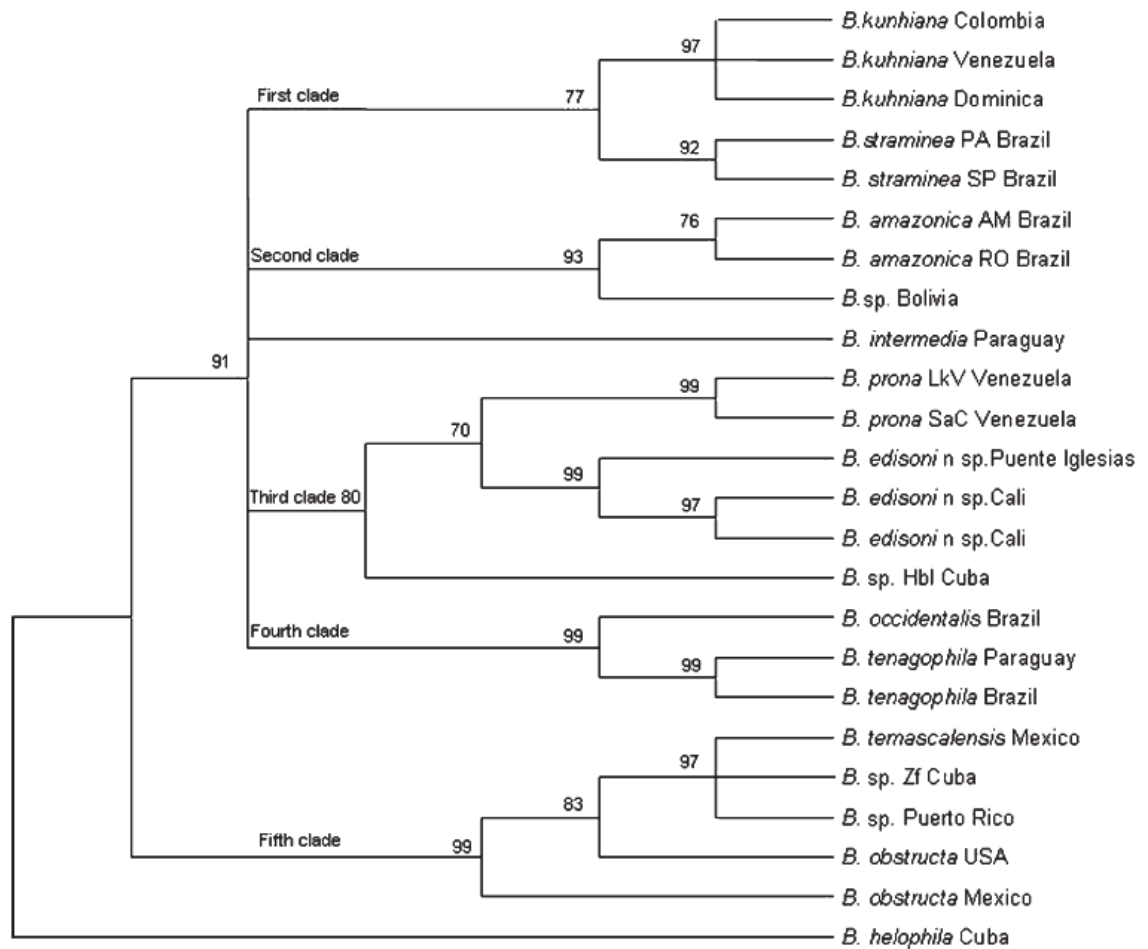 B.kunhiana Colombia
97
B.kuhniana Venezuela
First clade
77
B.kuhniana Dominica
B.straminea PA Brazil
92
B. straminea SP Brazil
B. amazonica AM Brazil
76
Second clade
93
B. amazonica RO Brazil
B.sp. Bolivia
B. intermedia Paraguay
91
B. prona LkV Venezuela
99
B. prona SaC Venezuela
70
B. edisoni n sp.Puente Iglesias
99
Third clade 80
B. edisoni n sp.Cali
97
B. edisoni n sp.Cali
B. sp. Hbl Cuba
B. occidentalis Brazil
Fourth clade
99
B. tenagophila Paraguay
99
B. tenagophila Brazil
B. temascalensis Mexico
97
B. sp. Zf Cuba
83
B. sp. Puerto Rico
Fifth clade
99
B. obstructa USA
B. obstructa Mexico
B. helophila Cuba